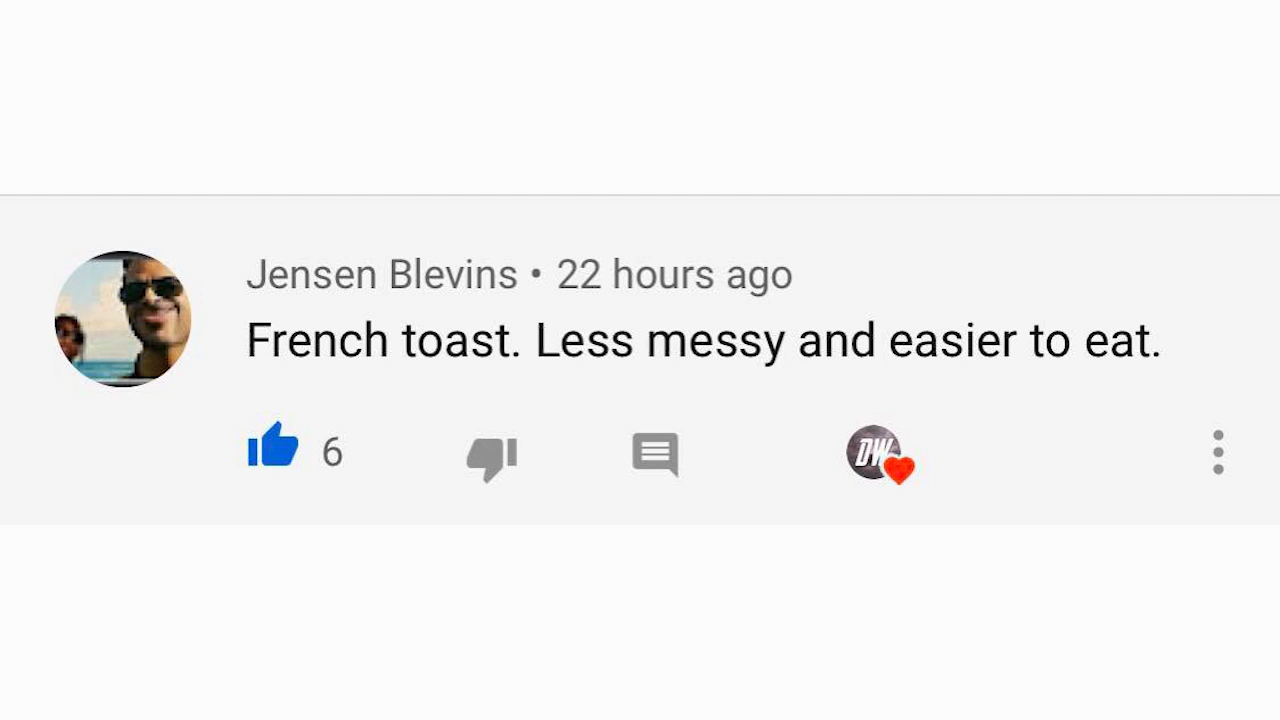 Jensen Blevins • 22 hours ago
French toast. Less messy and easier to eat.
6
DW